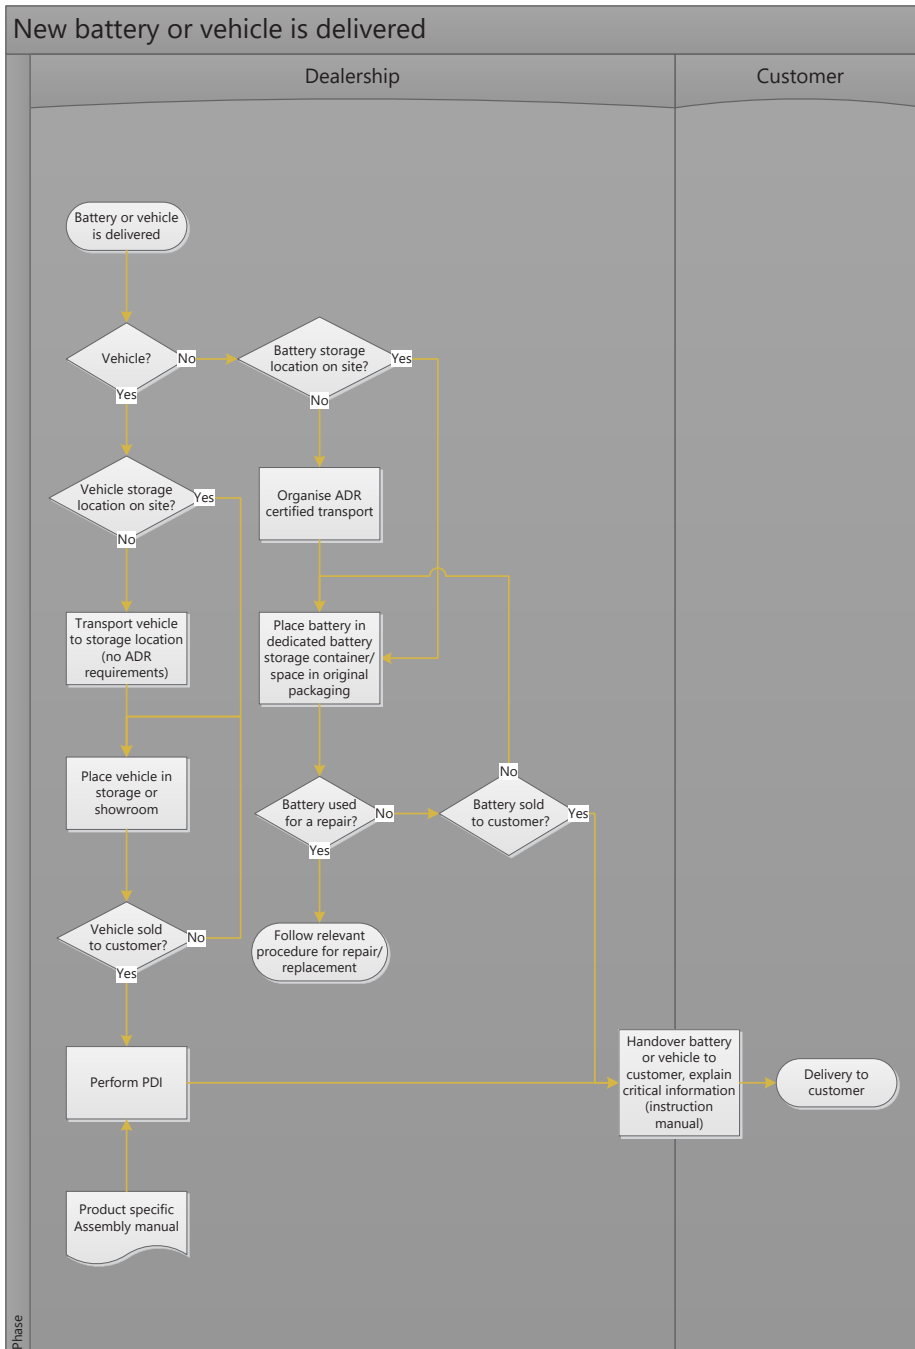 New battery or vehicle is delivered
Dealership
Customer
Battery or vehicle
is delivered
Vehicle?
No
Yes
Battery storage
location on site?
Yes
No
Vehicle storage
location on site?
Yes
No
Organise ADR
certified transport
Transport vehicle
to storage location
(no ADR
requirements)
Place battery in
dedicated battery
storage container/
space in original
packaging
Place vehicle in
storage or
showroom
Battery used
for a repair?
No
Yes
No
Battery sold
to customer?
Yes
Vehicle sold
to customer?
No
Yes
Follow relevant
procedure for repair/
replacement
Perform PDI
Handover battery
or vehicle to
customer, explain
critical information
(instruction
manual)
Delivery to
customer
Product specific
Assembly manual
Phase